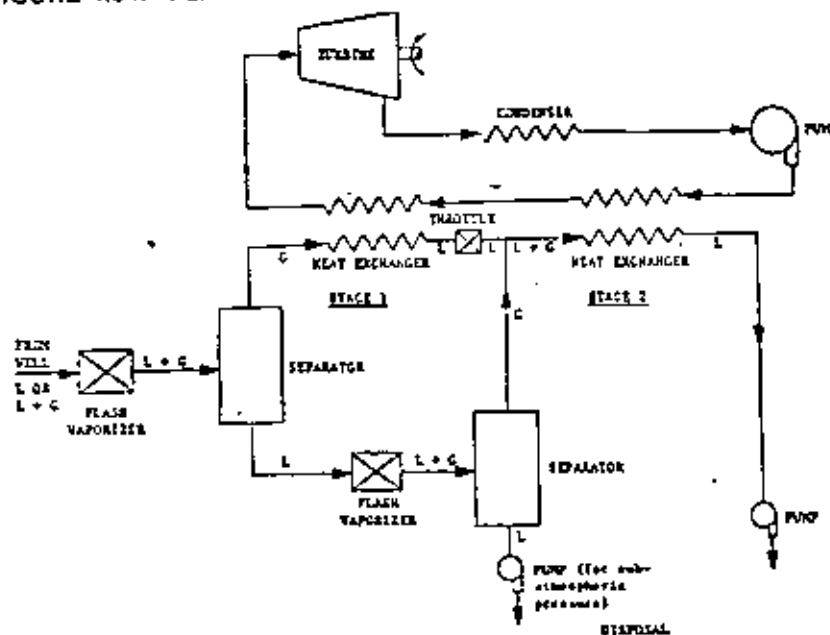 TURBINE
CONDENSER
PUM
THROTTLE
G
L
L
L + G
L
HEAT EXCHANGER
HEAT EXCHANGER
STAGE 1
STAGE 2
G
FROM
WELL
L OR
L + G
L + G
SEPARATOR
FLASH
VAPORIZER
L
L + G
SEPARATOR
FLASH
VAPORIZER
L
PUMP
PUMP (for sub-
atmospheric
pressure)
DISPOSAL